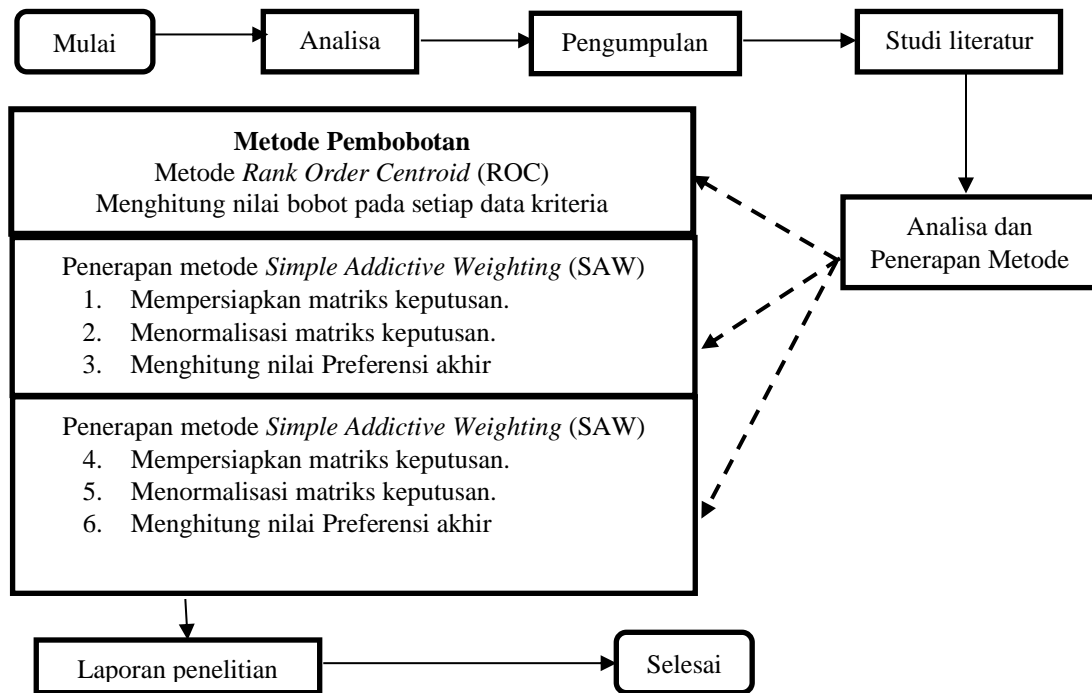 Mulai
Analisa
Pengumpulan
Studi literatur
Metode Pembobotan
Metode Rank Order Centroid (ROC)
Menghitung nilai bobot pada setiap data kriteria
Analisa dan
Penerapan Metode
Penerapan metode Simple Addictive Weighting (SAW)
1. Mempersiapkan matriks keputusan.
2. Menormalisasi matriks keputusan.
3. Menghitung nilai Preferensi akhir
Penerapan metode Simple Addictive Weighting (SAW)
4. Mempersiapkan matriks keputusan.
5. Menormalisasi matriks keputusan.
6. Menghitung nilai Preferensi akhir
Laporan penelitian
Selesai